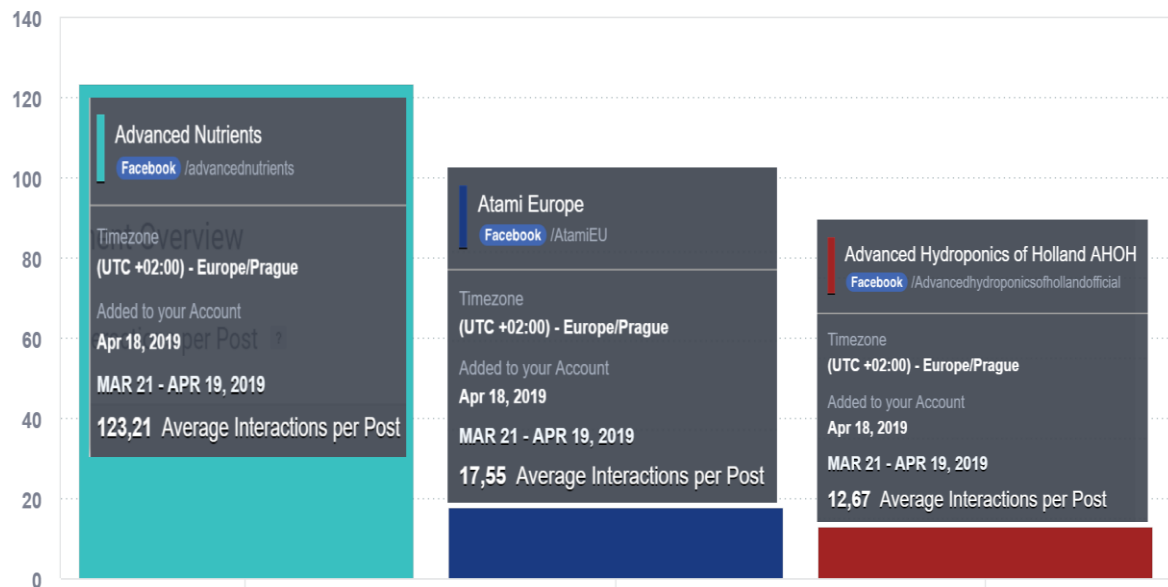 140
120
100
80
60
40
20
0
Advanced Nutrients
Facebook /advancednutrients
Timezone
(UTC +02:00) - Europe/Prague
Added to your Account
Apr 18, 2019
MAR 21 - APR 19, 2019
123,21 Average Interactions per Post
Overview
per Post ?
Atami Europe
Facebook /AtamiEU
Timezone
(UTC +02:00) - Europe/Prague
Added to your Account
Apr 18, 2019
MAR 21 - APR 19, 2019
17,55 Average Interactions per Post
Advanced Hydroponics of Holland AHOH
Facebook /Advancedhydroponicsofhollandofficial
Timezone
(UTC +02:00) - Europe/Prague
Added to your Account
Apr 18, 2019
MAR 21 - APR 19, 2019
12,67 Average Interactions per Post